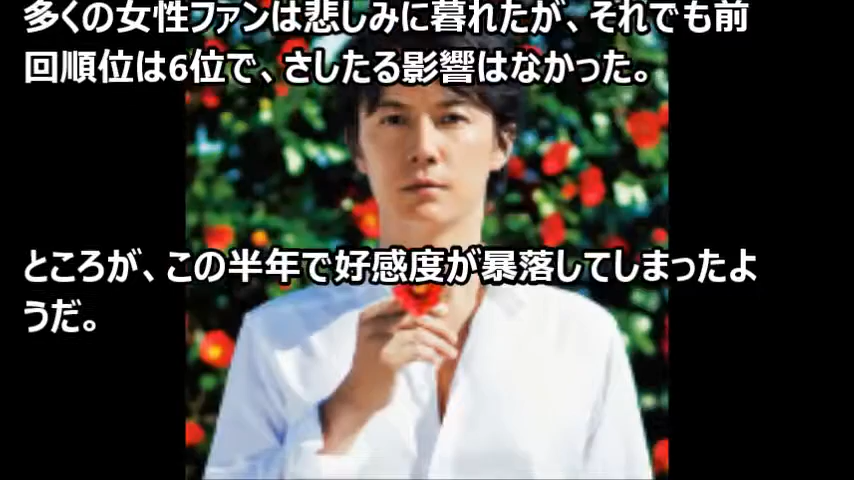 多くの女性ファンは悲しみに暮れたが、それでも前
回順位は6位で、さしたる影響はなかった。
ところが、この半年で好感度が暴落してしまったよ
うだ。